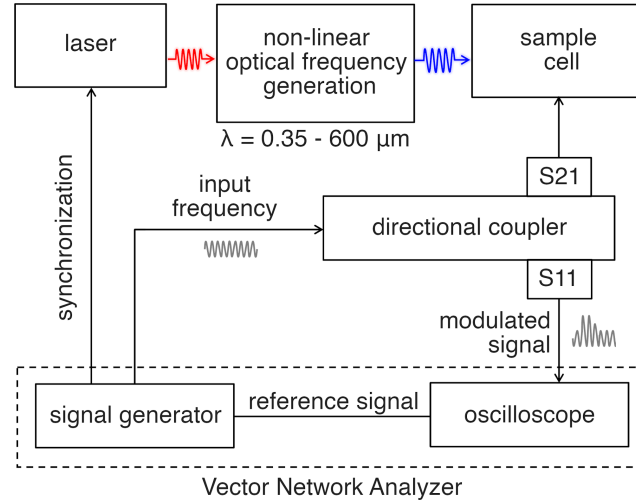 laser
non-linear
optical frequency
generation
sample
cell
λ = 0.35 - 600 μm
synchronization
input
frequency
S21
directional coupler
S11
modulated
signal
signal generator
reference signal
oscilloscope
Vector Network Analyzer